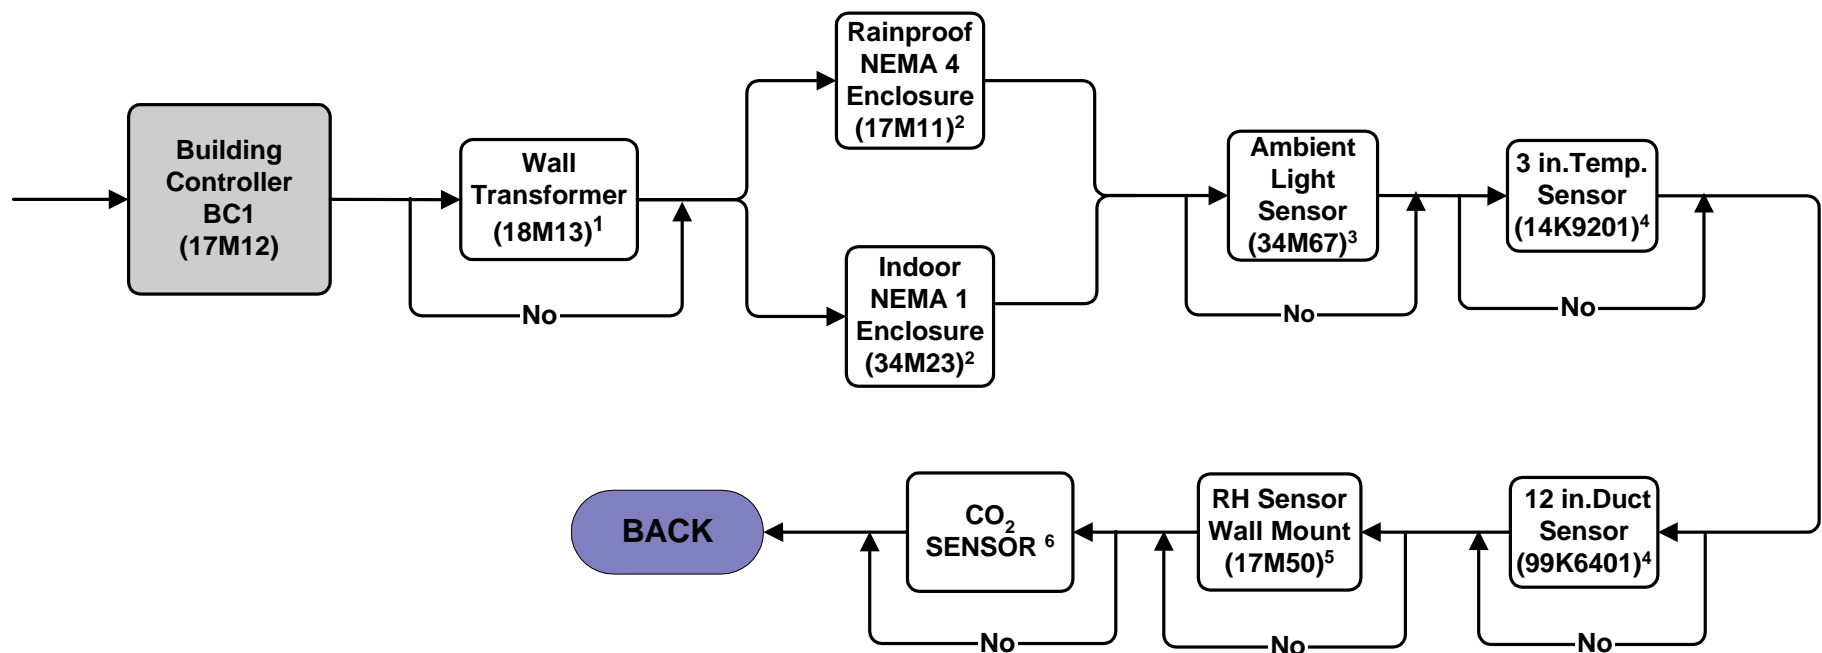 Building
Controller
BC1
(17M12)
Wall
Transformer
(18M13)¹
No
Rainproof
NEMA 4
Enclosure
(17M11)²
Indoor
NEMA 1
Enclosure
(34M23)²
Ambient
Light
Sensor
(34M67)³
No
3 in.Temp.
Sensor
(14K9201)⁴
No
12 in.Duct
Sensor
(99K6401)⁴
No
RH Sensor
Wall Mount
(17M50)⁵
No
CO₂
SENSOR ⁶
No
BACK